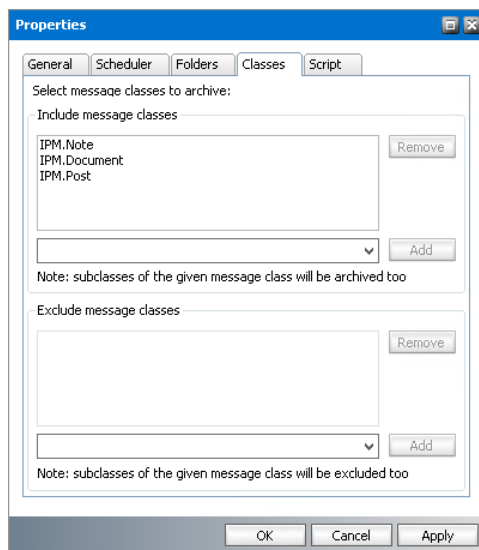 Properties
General Scheduler Folders Classes Script
Select message classes to archive:
Include message classes
IPM.Note
IPM.Document
IPM.Post
Remove
Add
Note: subclasses of the given message class will be archived too
Exclude message classes
Remove
Add
Note: subclasses of the given message class will be excluded too
OK Cancel Apply